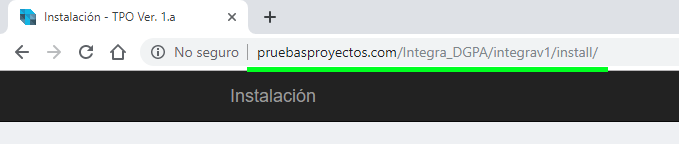 Instalación - TPO Ver. 1.a
No seguro pruebasproyectos.com/Integra_DGPA/integrav1/install/
Instalación